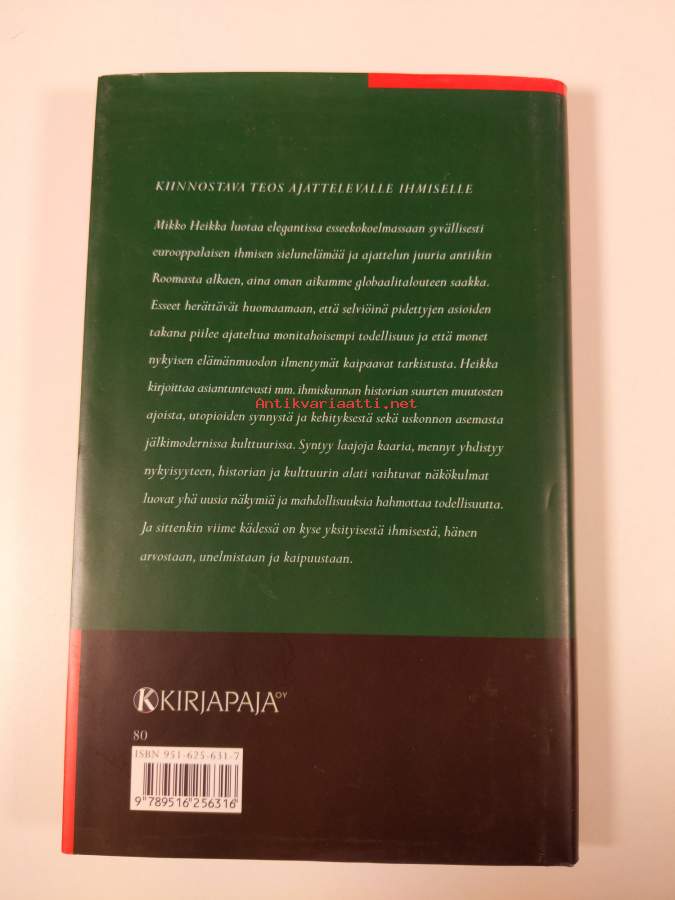 KIINNOSTAVA TEOS AJATTELEVALLE IHMISELLE
Mikko Heikka luotaa elegantissa esseekokoelmassaan syvällisesti
eurooppalaisen ihmisen sielunelämää ja ajattelun juuria antiikin
Roomasta alkaen, aina oman aikamme globaalitalouteen saakka.
Esseet herättävät huomaamaan, että selviöinä pidettyjen asioiden
takana piilee ajateltua monitahoisempi todellisuus ja että monet
nykyisen elämänmuodon ilmentymät kaipaavat tarkistusta. Heikka
kirjoittaa asiantuntevasti mm. ihmiskunnan historian suurten muutosten
Antikvariaatti.net
ajoista, utopioiden synnystä ja kehityksestä sekä uskonnon asemasta
jälkimodernissa kulttuurissa. Syntyy laajoja kaaria, mennyt yhdistyy
nykyisyyteen, historian ja kulttuurin alati vaihtuvat näkökulmat
luovat yhä uusia näkymiä ja mahdollisuuksia hahmottaa todellisuutta.
Ja sittenkin viime kädessä on kyse yksityisestä ihmisestä, hänen
arvostaan, unelmistaan ja kaipuustaan.
KIRJAPAJA OY
80
ISBN 951-625-631-7
9 789516 256316